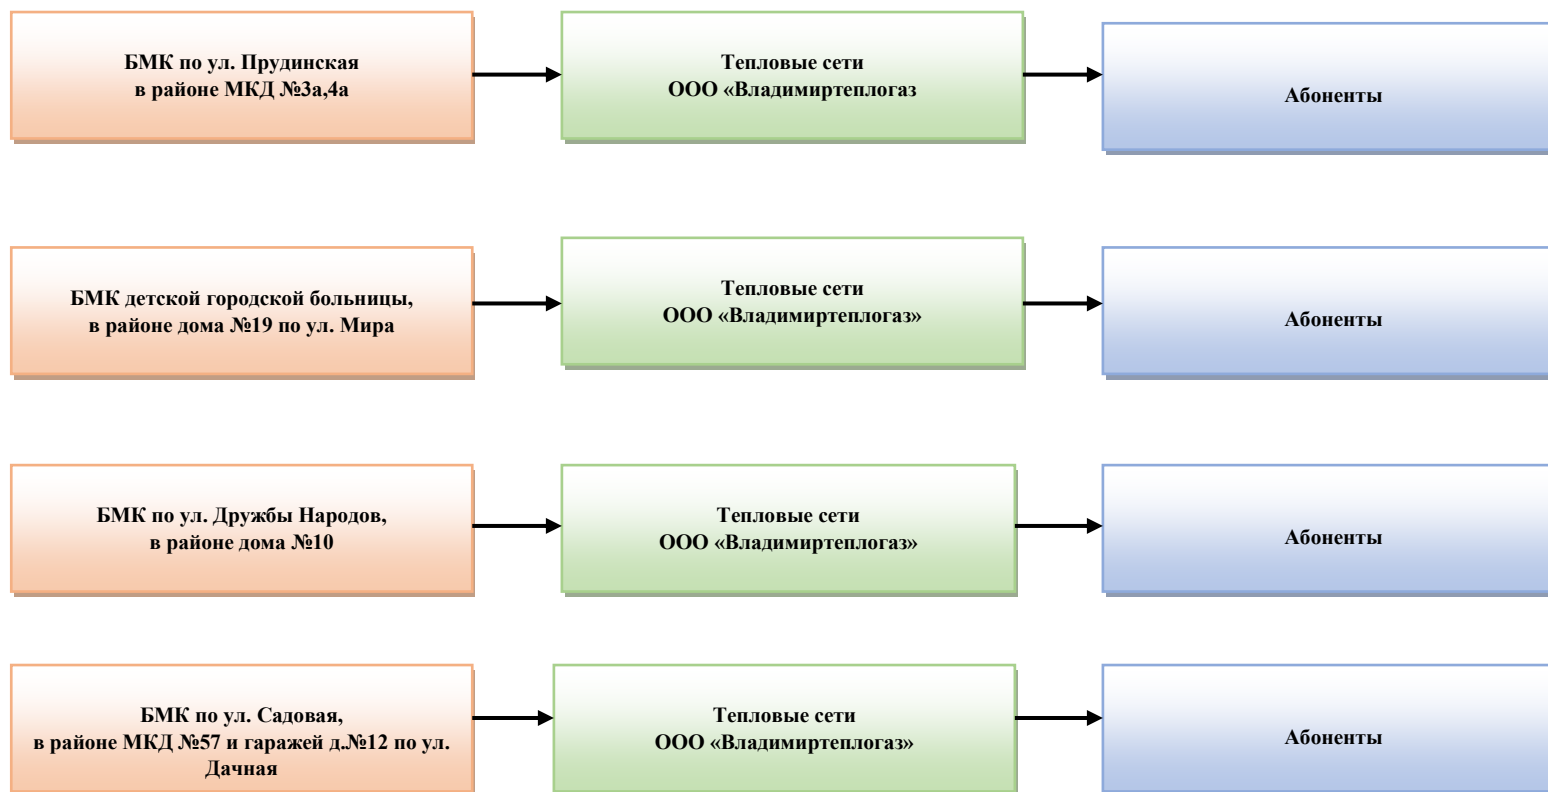 БМК по ул. Прудинская
в районе МКД №3а,4а
Тепловые сети
ООО «Владимиртеплогаз
Абоненты
БМК детской городской больницы,
в районе дома №19 по ул. Мира
Тепловые сети
ООО «Владимиртеплогаз»
Абоненты
БМК по ул. Дружбы Народов,
в районе дома №10
Тепловые сети
ООО «Владимиртеплогаз»
Абоненты
БМК по ул. Садовая,
в районе МКД №57 и гаражей д.№12 по ул.
Дачная
Тепловые сети
ООО «Владимиртеплогаз»
Абоненты